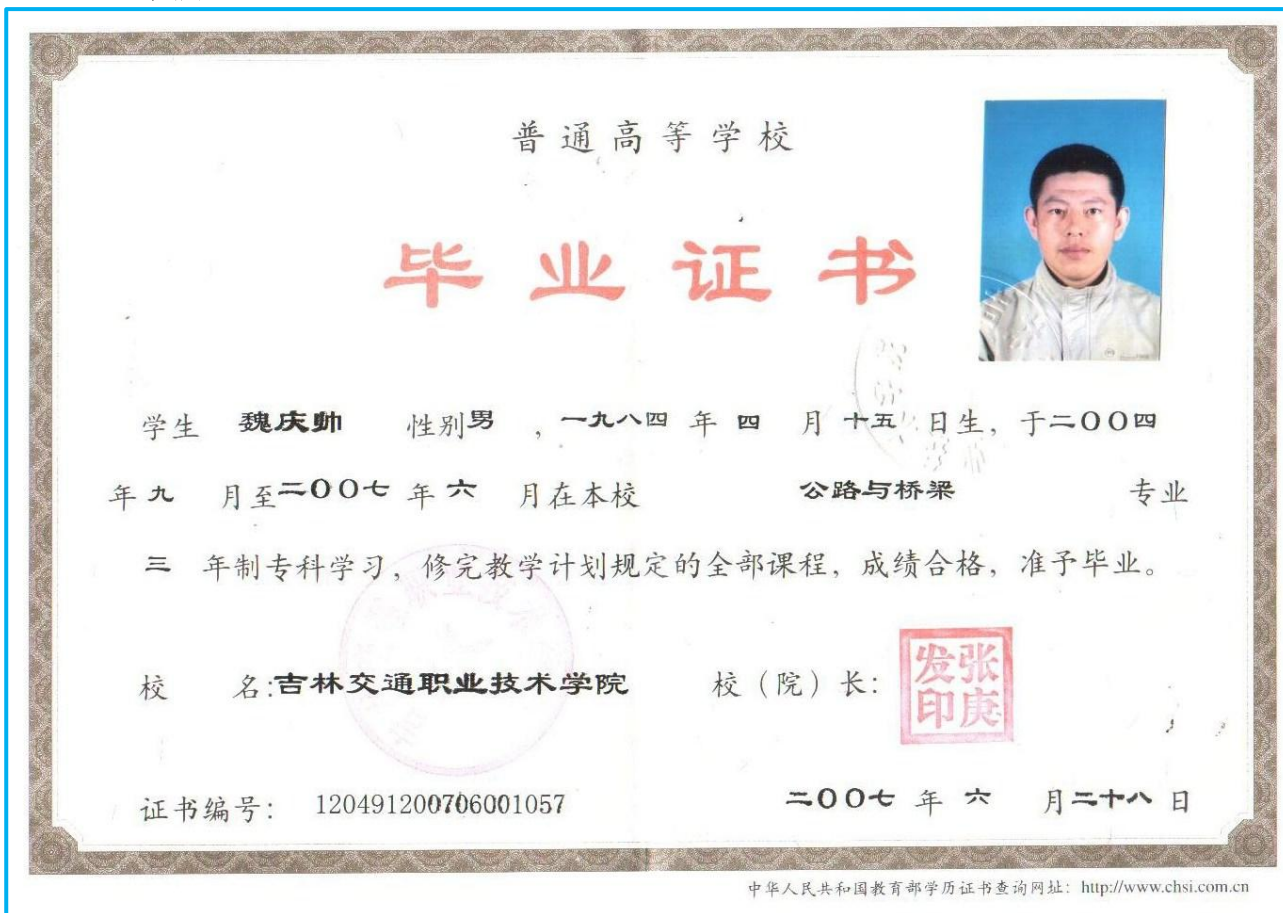 普通高等学校
毕业证书
学生 魏庆帅 性别男 ，一九八四 年 四 月 十五 日生，于二〇〇四
年 九 月至二〇〇七 年 六 月在本校 公路与桥梁 专业
三 年制专科学习，修完教学计划规定的全部课程，成绩合格，准予毕业。
校 名:吉林交通职业技术学院 校（院）长：
张庚发印
证书编号： 120491200706001057 二〇〇七 年 六 月二十八 日
中华人民共和国教育部学历证书查询网址：http://www.chsi.com.cn